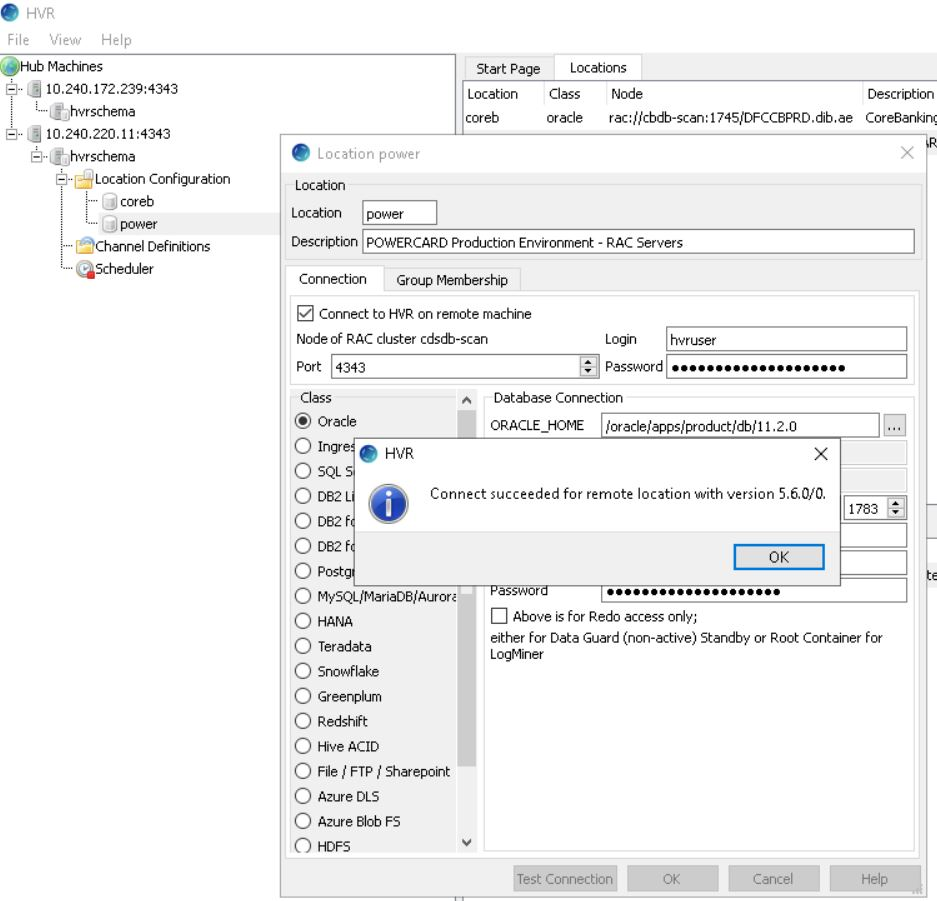 HVR
File View Help
Hub Machines
10.240.172.239:4343
hvrschema
10.240.220.11:4343
hvrschema
Location Configuration
coreb
power
Channel Definitions
Scheduler
Start Page Locations
Location Class Node Description
coreb oracle rac://cbdb-scan:1745/DFCCBPRD.dib.ae CoreBanking
Location power
Location
Location power
Description POWERCARD Production Environment - RAC Servers
Connection Group Membership
Connect to HVR on remote machine
Node of RAC cluster cdsdb-scan Login hvruser
Port 4343 Password ●●●●●●●●●●●●●●●●●●●●
Class Database Connection
Oracle ORACLE_HOME /oracle/apps/product/db/11.2.0 ...
Ingre
SQL S
DB2 Li
DB2 fo
DB2 fo
Postgr
HVR
Connect succeeded for remote location with version 5.6.0/0.
OK
1783
MySQL/MariaDB/Aurora
HANA
Teradata
Snowflake
Greenplum
Redshift
Hive ACID
File / FTP / Sharepoint
Azure DLS
Azure Blob FS
HDFS
Password ●●●●●●●●●●●●●●●●●●●●
Above is for Redo access only;
either for Data Guard (non-active) Standby or Root Container for
LogMiner
Test Connection OK Cancel Help